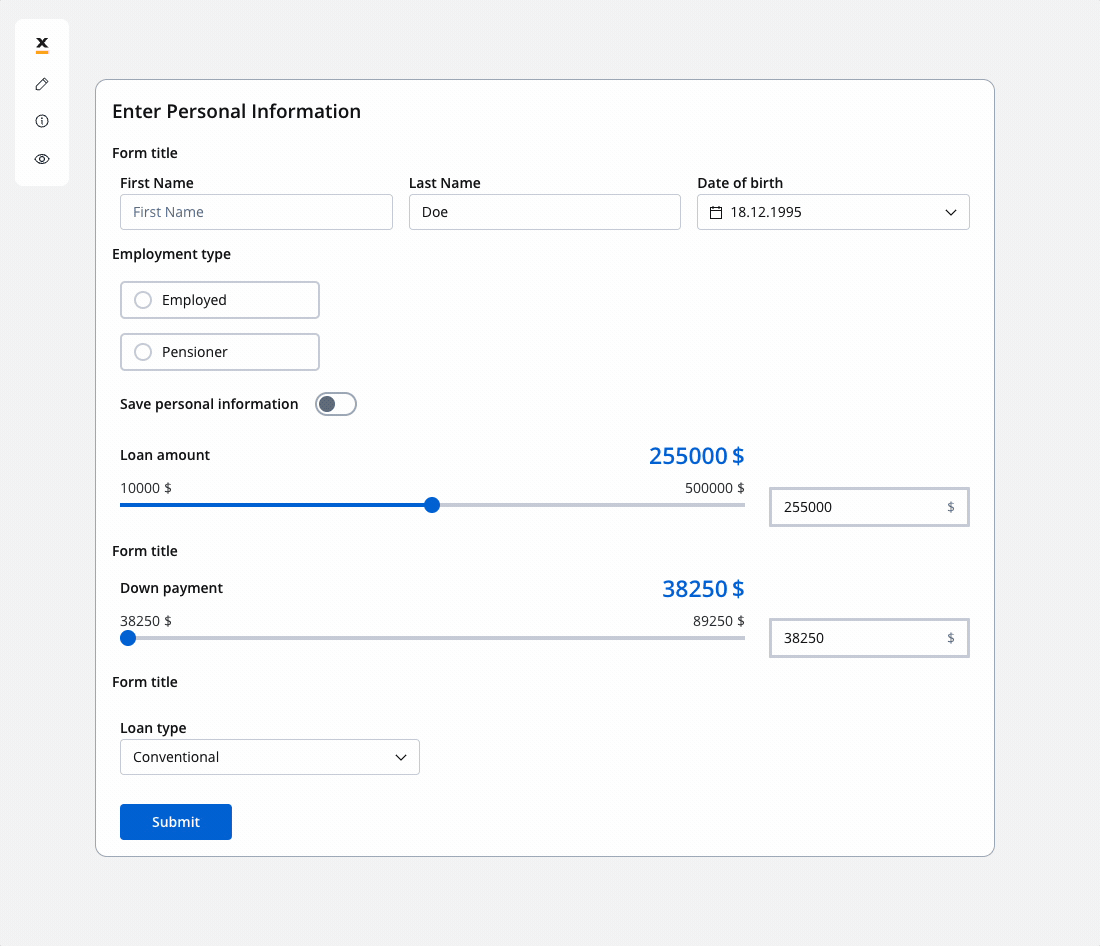 x
Enter Personal Information
Form title
First Name Last Name Date of birth
First Name Doe 18.12.1995
Employment type
Employed
Pensioner
Save personal information
Loan amount 255000 $
10000 $ 500000 $
255000 $
Form title
Down payment 38250 $
38250 $ 89250 $
38250 $
Form title
Loan type
Conventional
Submit